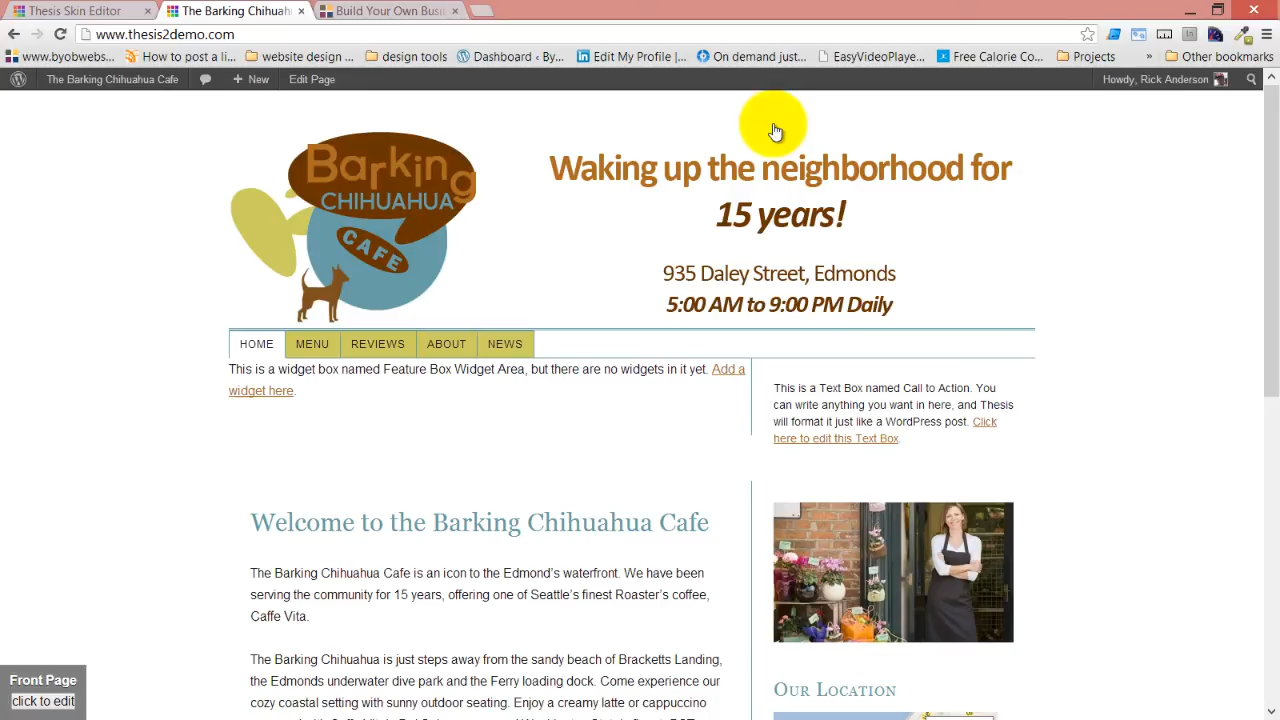 Thesis Skin Editor
The Barking Chihuahu
Build Your Own Busi
www.thesis2demo.com
www.byobwebs...
How to post a li...
website design ...
design tools
Dashboard ‹ By...
Edit My Profile |...
On demand just...
EasyVideoPlaye...
Free Calorie Co...
Projects
»
Other bookmarks
The Barking Chihuahua Cafe
+ New
Edit Page
Howdy, Rick Anderson
Barking
CHIHUAHUA
CAFE
Waking up the neighborhood for
15 years!
935 Daley Street, Edmonds
5:00 AM to 9:00 PM Daily
HOME
MENU
REVIEWS
ABOUT
NEWS
This is a widget box named Feature Box Widget Area, but there are no widgets in it yet. Add a
widget here.
This is a Text Box named Call to Action. You
can write anything you want in here, and Thesis
will format it just like a WordPress post. Click
here to edit this Text Box.
Welcome to the Barking Chihuahua Cafe
The Barking Chihuahua Cafe is an icon to the Edmond's waterfront. We have been
serving the community for 15 years, offering one of Seattle's finest Roaster's coffee,
Caffe Vita.
The Barking Chihuahua is just steps away from the sandy beach of Bracketts Landing,
the Edmonds underwater dive park and the Ferry loading dock. Come experience our
cozy coastal setting with sunny outdoor seating. Enjoy a creamy latte or cappuccino
Our Location
Front Page
click to edit